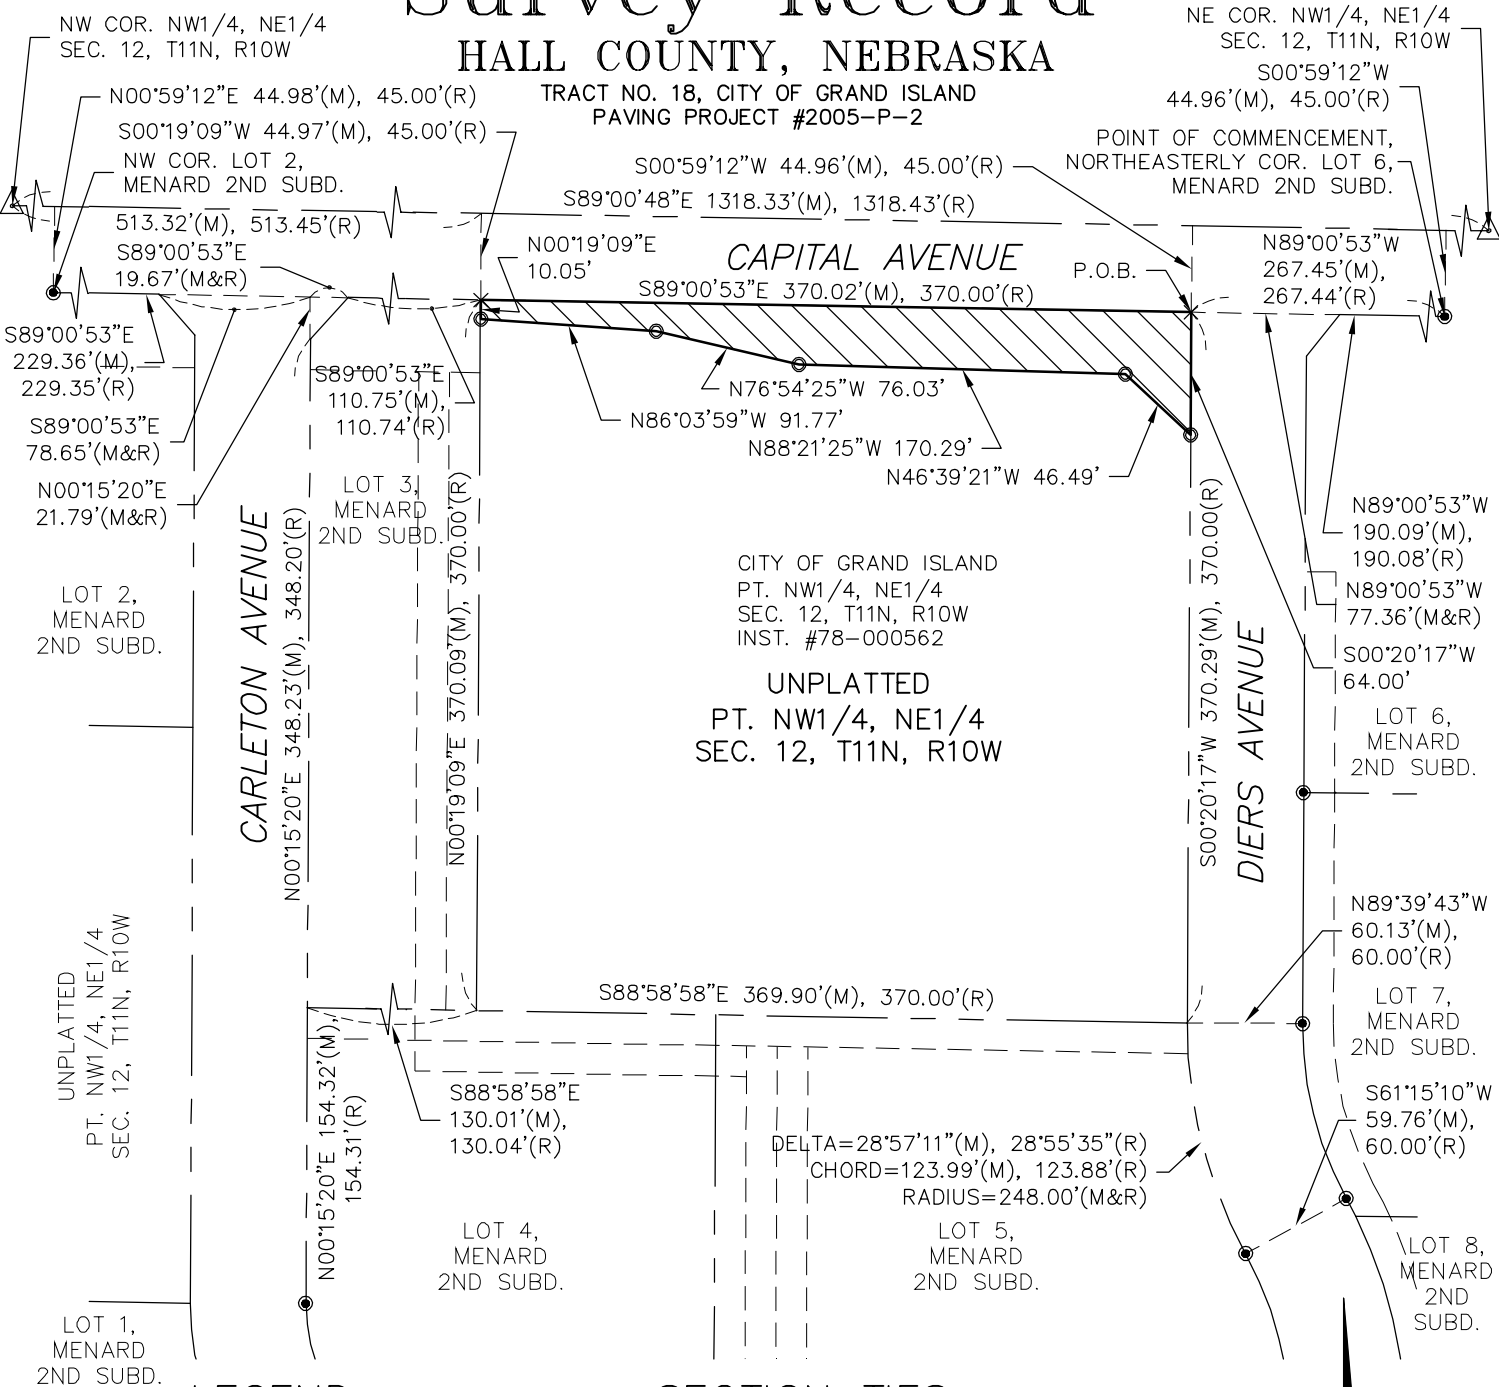 Survey Record
HALL COUNTY, NEBRASKA
TRACT NO. 18, CITY OF GRAND ISLAND
PAVING PROJECT #2005-P-2
NW COR. NW1/4, NE1/4
SEC. 12, T11N, R10W
NE COR. NW1/4, NE1/4
SEC. 12, T11N, R10W
N00°59'12"E 44.98'(M), 45.00'(R)
S00°19'09"W 44.97'(M), 45.00'(R)
NW COR. LOT 2,
MENARD 2ND SUBD.
S00°59'12"W
44.96'(M), 45.00'(R)
POINT OF COMMENCEMENT,
NORTHEASTERLY COR. LOT 6,
MENARD 2ND SUBD.
S00°59'12"W 44.96'(M), 45.00'(R)
S89°00'48"E 1318.33'(M), 1318.43'(R)
513.32'(M), 513.45'(R)
S89°00'53"E
19.67'(M&R)
N00°19'09"E
10.05'
CAPITAL AVENUE
P.O.B.
S89°00'53"E 370.02'(M), 370.00'(R)
N89°00'53"W
267.45'(M),
267.44'(R)
S89°00'53"E
229.36'(M),
229.35'(R)
S89°00'53"E
78.65'(M&R)
N00°15'20"E
21.79'(M&R)
S89°00'53"E
110.75'(M),
110.74'(R)
N76°54'25"W 76.03'
N86°03'59"W 91.77'
N88°21'25"W 170.29'
N46°39'21"W 46.49'
LOT 3,
MENARD
2ND SUBD.
N89°00'53"W
190.09'(M),
190.08'(R)
N89°00'53"W
77.36'(M&R)
S00°20'17"W
64.00'
LOT 2,
MENARD
2ND SUBD.
CARLETON AVENUE
N00°15'20"E 348.23'(M), 348.20'(R)
N00°19'09"E 370.09'(M), 370.00'(R)
CITY OF GRAND ISLAND
PT. NW1/4, NE1/4
SEC. 12, T11N, R10W
INST. #78-000562
UNPLATTED
PT. NW1/4, NE1/4
SEC. 12, T11N, R10W
S00°20'17"W 370.29'(M), 370.00(R)
DIERS AVENUE
LOT 6,
MENARD
2ND SUBD.
N89°39'43"W
60.13'(M),
60.00'(R)
UNPLATTED
PT. NW1/4, NE1/4
SEC. 12, T11N, R10W
S88°58'58"E 369.90'(M), 370.00'(R)
LOT 7,
MENARD
2ND SUBD.
N00°15'20"E 154.32'(M),
154.31'(R)
S88°58'58"E
130.01'(M),
130.04'(R)
S61°15'10"W
59.76'(M),
60.00'(R)
DELTA=28°57'11"(M), 28°55'35"(R)
CHORD=123.99'(M), 123.88'(R)
RADIUS=248.00'(M&R)
LOT 4,
MENARD
2ND SUBD.
LOT 5,
MENARD
2ND SUBD.
LOT 8,
MENARD
2ND
SUBD.
LOT 1,
MENARD
2ND SUBD.
LEGEND
SECTION TIES